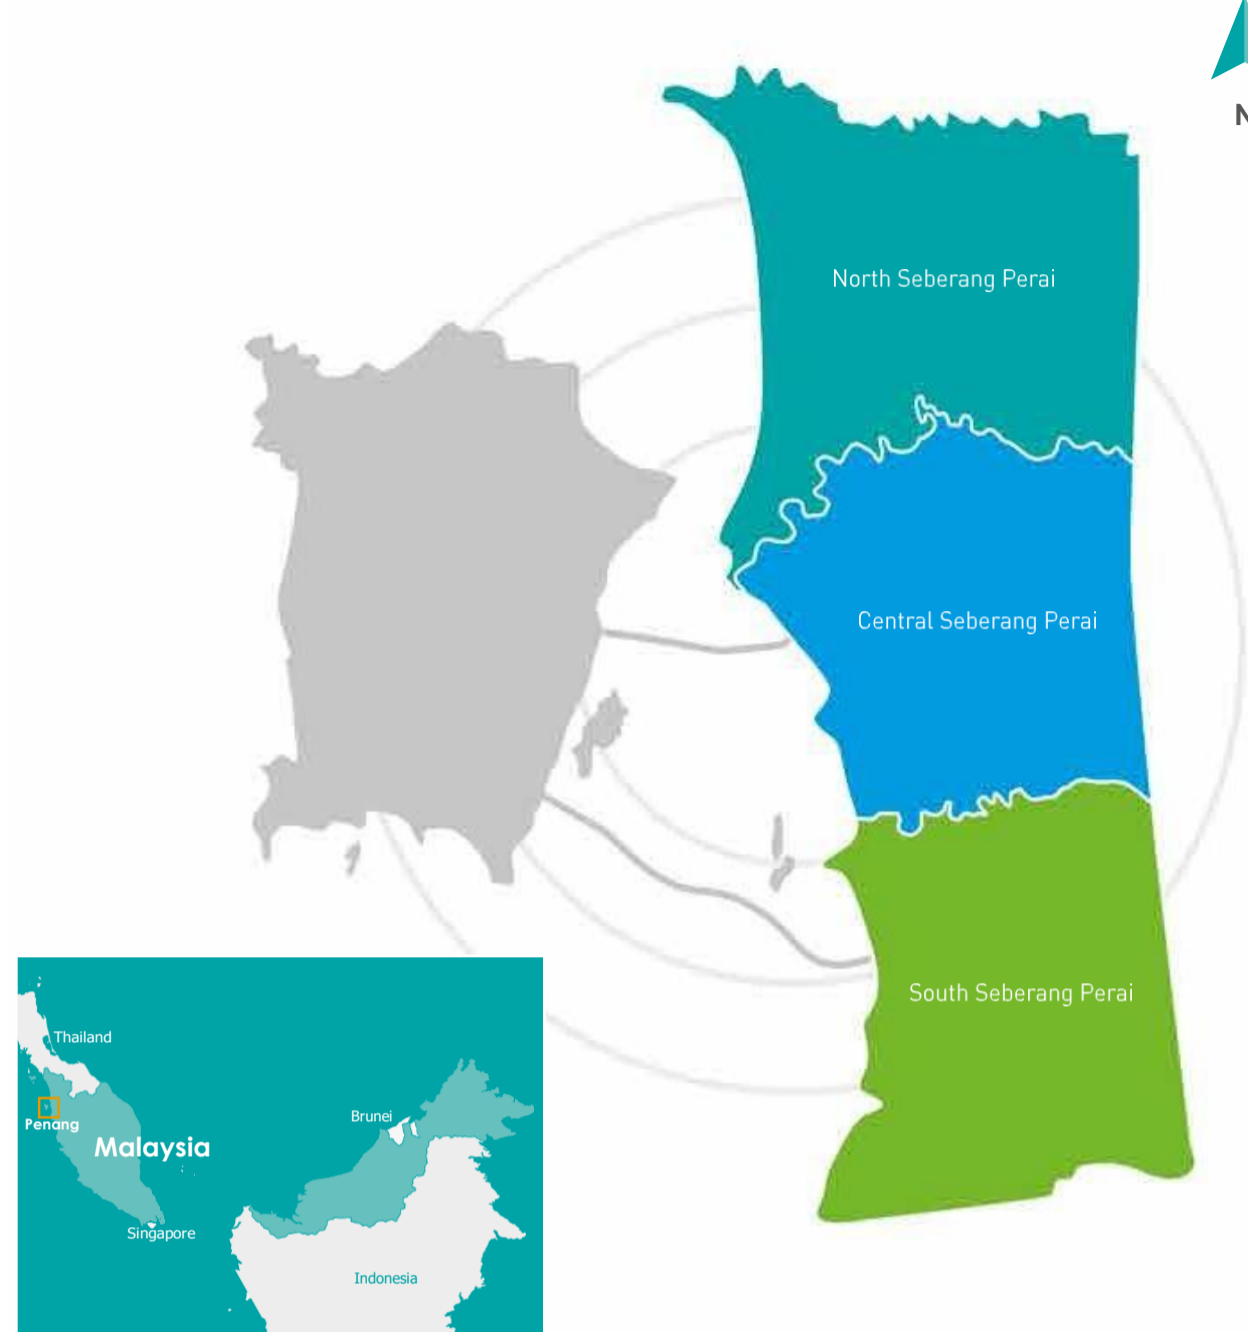 N
North Seberang Perai
Central Seberang Perai
South Seberang Perai
Thailand
Penang
Malaysia
Brunei
Singapore
Indonesia